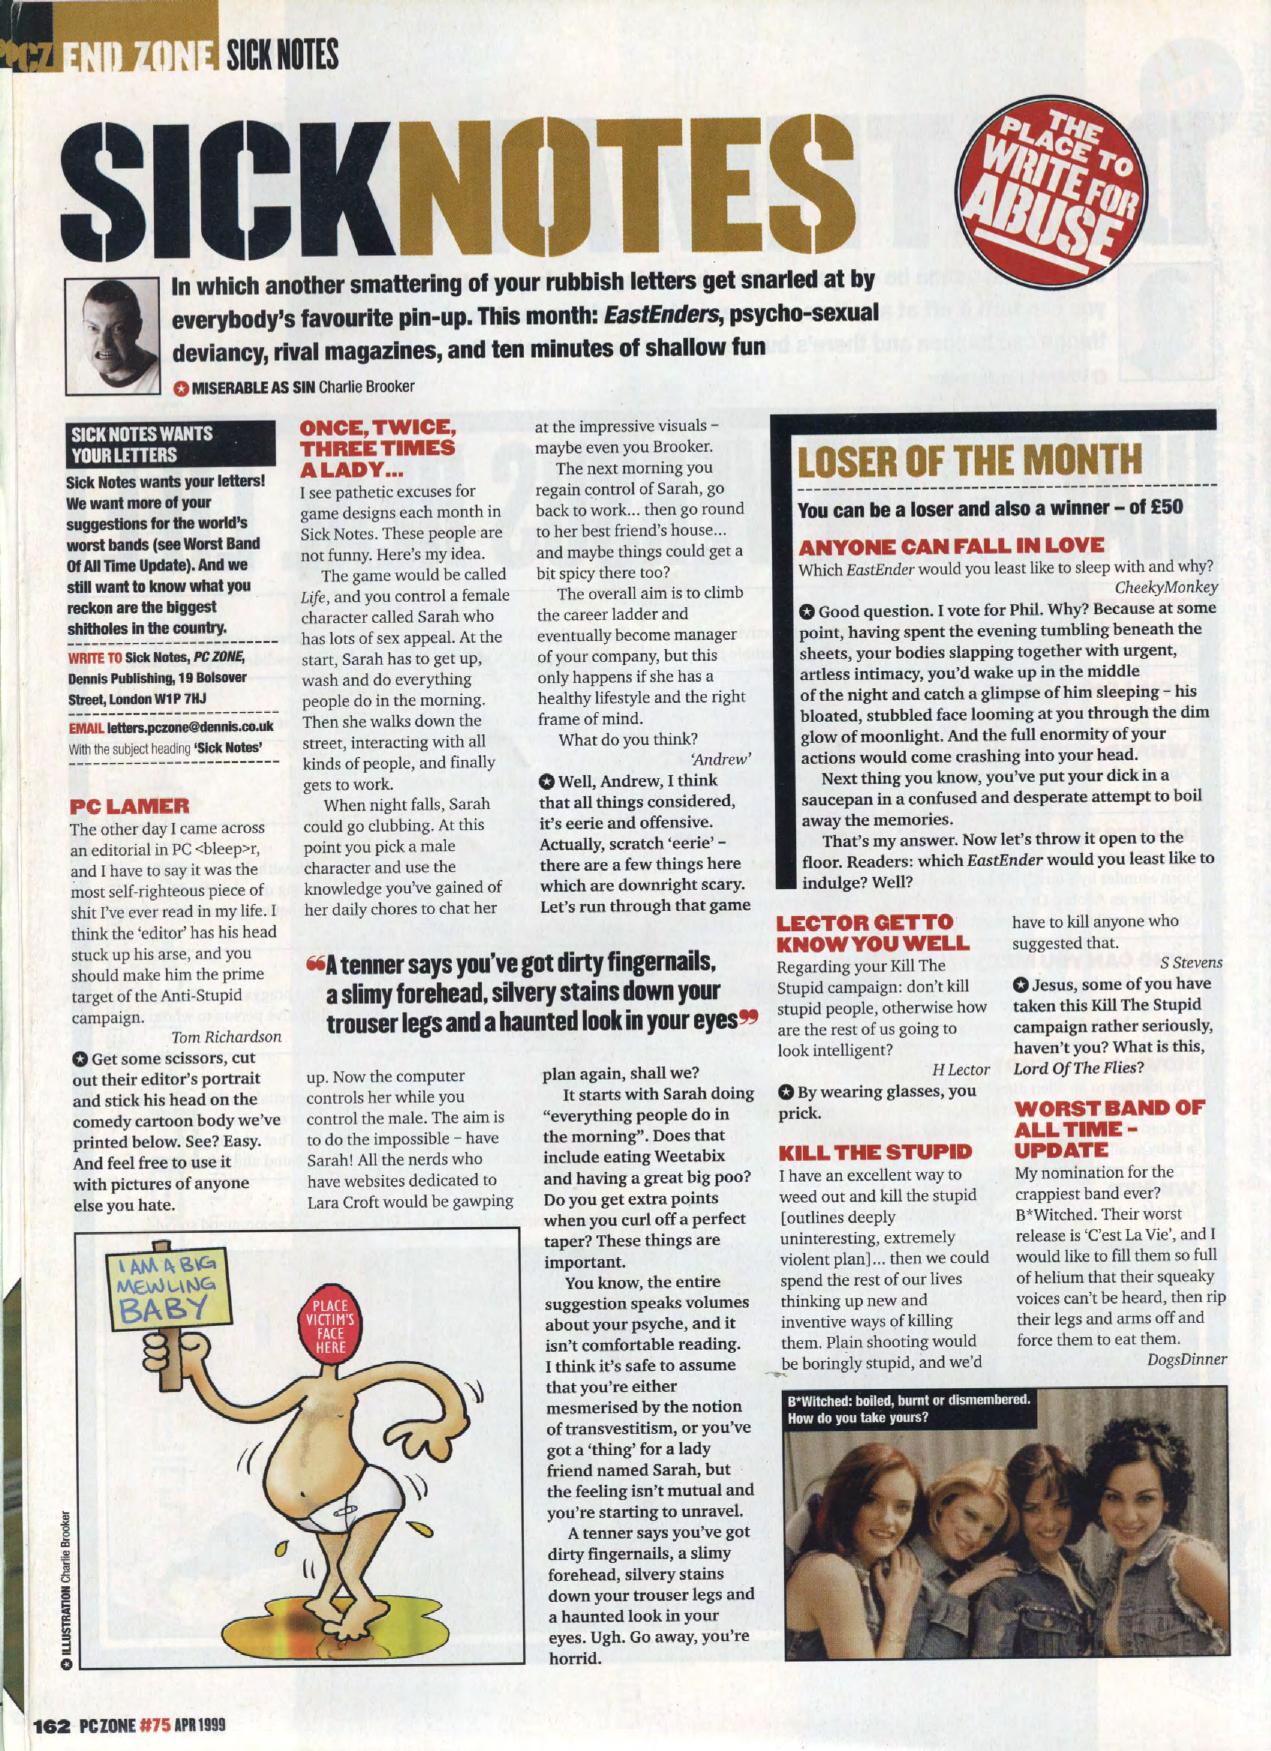 PCZ END ZONE SICK NOTES
SICKNOTES
THE
PLACE TO
WRITE FOR
ABUSE
In which another smattering of your rubbish letters get snarled at by
everybody's favourite pin-up. This month: EastEnders, psycho-sexual
deviancy, rival magazines, and ten minutes of shallow fun
MISERABLE AS SIN Charlie Brooker
SICK NOTES WANTS
YOUR LETTERS
Sick Notes wants your letters!
We want more of your
suggestions for the world's
worst bands (see Worst Band
Of All Time Update). And we
still want to know what you
reckon are the biggest
shitholes in the country.
WRITE TO Sick Notes, PC ZONE,
Dennis Publishing, 19 Bolsover
Street, London W1P 7HJ
EMAIL letters.pczone@dennis.co.uk
With the subject heading 'Sick Notes'
PC LAMER
The other day I came across
an editorial in PC <bleep>r,
and I have to say it was the
most self-righteous piece of
shit I've ever read in my life. I
think the 'editor' has his head
stuck up his arse, and you
should make him the prime
target of the Anti-Stupid
campaign.
Tom Richardson
Get some scissors, cut
out their editor's portrait
and stick his head on the
comedy cartoon body we've
printed below. See? Easy.
And feel free to use it
with pictures of anyone
else you hate.
I AM A BIG
MEWLING
BABY
PLACE
VICTIM'S
FACE
HERE
ILLUSTRATION Charlie Brooker
ONCE, TWICE,
THREE TIMES
A LADY...
I see pathetic excuses for
game designs each month in
Sick Notes. These people are
not funny. Here's my idea.
The game would be called
Life, and you control a female
character called Sarah who
has lots of sex appeal. At the
start, Sarah has to get up,
wash and do everything
people do in the morning.
Then she walks down the
street, interacting with all
kinds of people, and finally
gets to work.
When night falls, Sarah
could go clubbing. At this
point you pick a male
character and use the
knowledge you've gained of
her daily chores to chat her
up. Now the computer
controls her while you
control the male. The aim is
to do the impossible – have
Sarah! All the nerds who
have websites dedicated to
Lara Croft would be gawping
at the impressive visuals –
maybe even you Brooker.
The next morning you
regain control of Sarah, go
back to work... then go round
to her best friend's house...
and maybe things could get a
bit spicy there too?
The overall aim is to climb
the career ladder and
eventually become manager
of your company, but this
only happens if she has a
healthy lifestyle and the right
frame of mind.
What do you think?
'Andrew'
Well, Andrew, I think
that all things considered,
it's eerie and offensive.
Actually, scratch 'eerie' –
there are a few things here
which are downright scary.
Let's run through that game
plan again, shall we?
It starts with Sarah doing
"everything people do in
the morning". Does that
include eating Weetabix
and having a great big poo?
Do you get extra points
when you curl off a perfect
taper? These things are
important.
You know, the entire
suggestion speaks volumes
about your psyche, and it
isn't comfortable reading.
I think it's safe to assume
that you're either
mesmerised by the notion
of transvestitism, or you've
got a 'thing' for a lady
friend named Sarah, but
the feeling isn't mutual and
you're starting to unravel.
A tenner says you've got
dirty fingernails, a slimy
forehead, silvery stains
down your trouser legs and
a haunted look in your
eyes. Ugh. Go away, you're
horrid.
“A tenner says you've got dirty fingernails,
a slimy forehead, silvery stains down your
trouser legs and a haunted look in your eyes”
LOSER OF THE MONTH
You can be a loser and also a winner – of £50
ANYONE CAN FALL IN LOVE
Which EastEnder would you least like to sleep with and why?
CheekyMonkey
Good question. I vote for Phil. Why? Because at some
point, having spent the evening tumbling beneath the
sheets, your bodies slapping together with urgent,
artless intimacy, you'd wake up in the middle
of the night and catch a glimpse of him sleeping – his
bloated, stubbled face looming at you through the dim
glow of moonlight. And the full enormity of your
actions would come crashing into your head.
Next thing you know, you've put your dick in a
saucepan in a confused and desperate attempt to boil
away the memories.
That's my answer. Now let's throw it open to the
floor. Readers: which EastEnder would you least like to
indulge? Well?
LECTOR GET TO
KNOW YOU WELL
Regarding your Kill The
Stupid campaign: don't kill
stupid people, otherwise how
are the rest of us going to
look intelligent?
H Lector
By wearing glasses, you
prick.
KILL THE STUPID
I have an excellent way to
weed out and kill the stupid
[outlines deeply
uninteresting, extremely
violent plan]... then we could
spend the rest of our lives
thinking up new and
inventive ways of killing
them. Plain shooting would
be boringly stupid, and we'd
have to kill anyone who
suggested that.
S Stevens
Jesus, some of you have
taken this Kill The Stupid
campaign rather seriously,
haven't you? What is this,
Lord Of The Flies?
WORST BAND OF
ALL TIME –
UPDATE
My nomination for the
crappiest band ever?
B*Witched. Their worst
release is 'C'est La Vie', and I
would like to fill them so full
of helium that their squeaky
voices can't be heard, then rip
their legs and arms off and
force them to eat them.
DogsDinner
B*Witched: boiled, burnt or dismembered.
How do you take yours?
162 PC ZONE #75 APR 1999